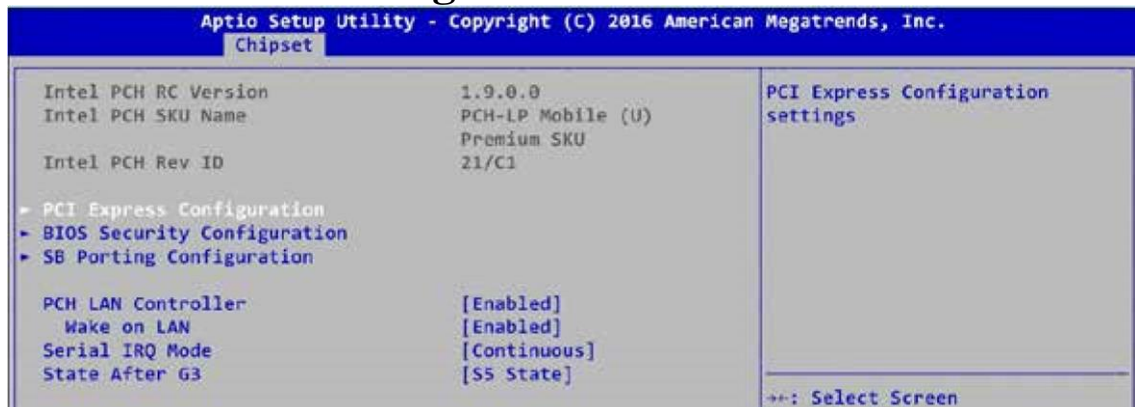 Aptio Setup Utility - Copyright (C) 2016 American Megatrends, Inc.
Chipset
Intel PCH RC Version 1.9.0.0
Intel PCH SKU Name PCH-LP Mobile (U)
Premium SKU
Intel PCH Rev ID 21/C1
► PCI Express Configuration
► BIOS Security Configuration
► SB Porting Configuration
PCH LAN Controller [Enabled]
Wake on LAN [Enabled]
Serial IRQ Mode [Continuous]
State After G3 [S5 State]
PCI Express Configuration
settings
→←: Select Screen